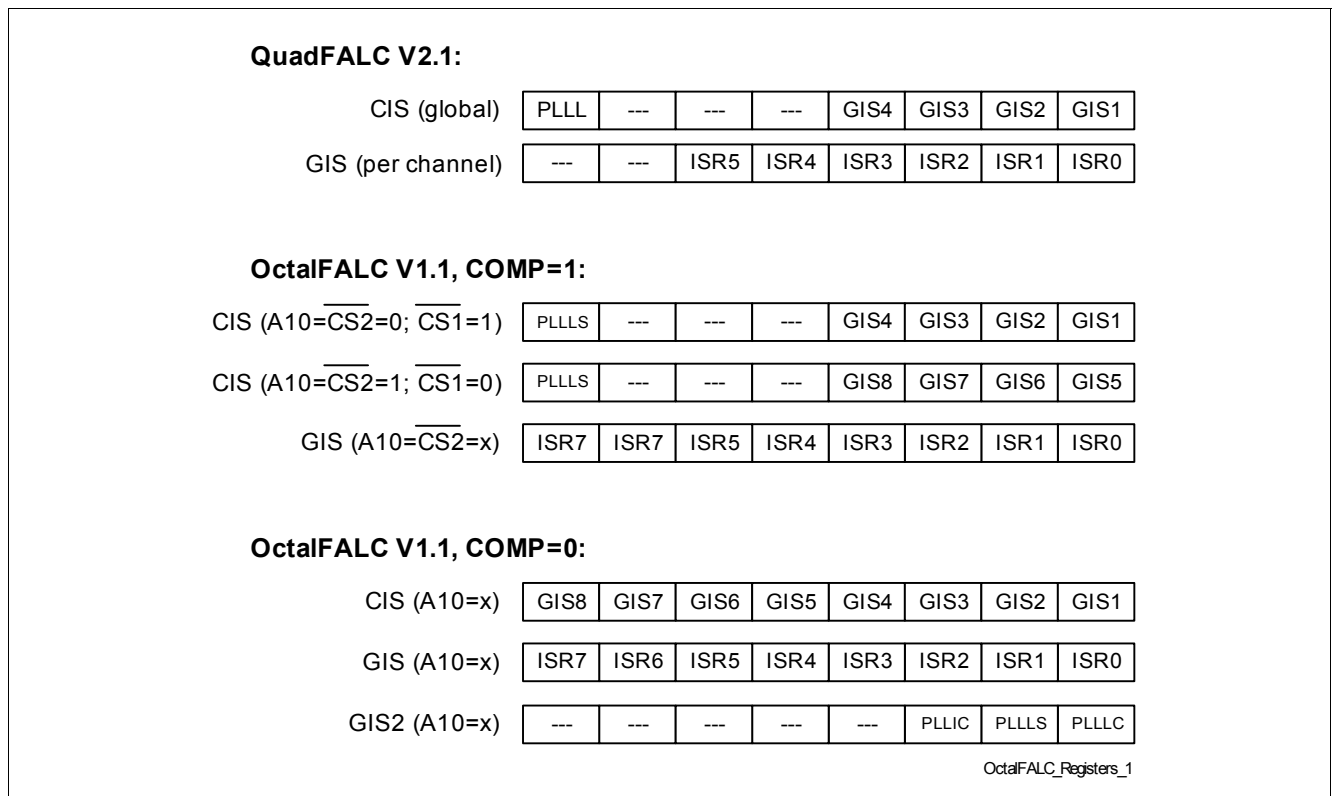 QuadFALC V2.1:
CIS (global) PLLL --- --- --- GIS4 GIS3 GIS2 GIS1
GIS (per channel) --- --- ISR5 ISR4 ISR3 ISR2 ISR1 ISR0
OctalFALC V1.1, COMP=1:
CIS (A10=CS2=0; CS1=1) PLLLS --- --- --- GIS4 GIS3 GIS2 GIS1
CIS (A10=CS2=1; CS1=0) PLLLS --- --- --- GIS8 GIS7 GIS6 GIS5
GIS (A10=CS2=x) ISR7 ISR7 ISR5 ISR4 ISR3 ISR2 ISR1 ISR0
OctalFALC V1.1, COMP=0:
CIS (A10=x) GIS8 GIS7 GIS6 GIS5 GIS4 GIS3 GIS2 GIS1
GIS (A10=x) ISR7 ISR6 ISR5 ISR4 ISR3 ISR2 ISR1 ISR0
GIS2 (A10=x) --- --- --- --- --- PLLIC PLLLS PLLLC
OctalFALC_Registers_1